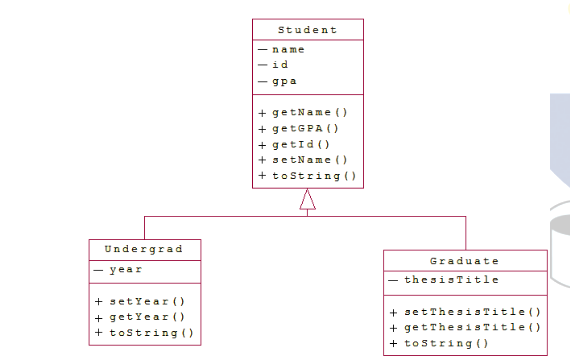 Student
— name
— id
— gpa
+ getName()
+ getGPA()
+ getId()
+ setName()
+ toString()
Undergrad
— year
+ setYear()
+ getYear()
+ toString()
Graduate
— thesisTitle
+ setThesisTitle()
+ getThesisTitle()
+ toString()